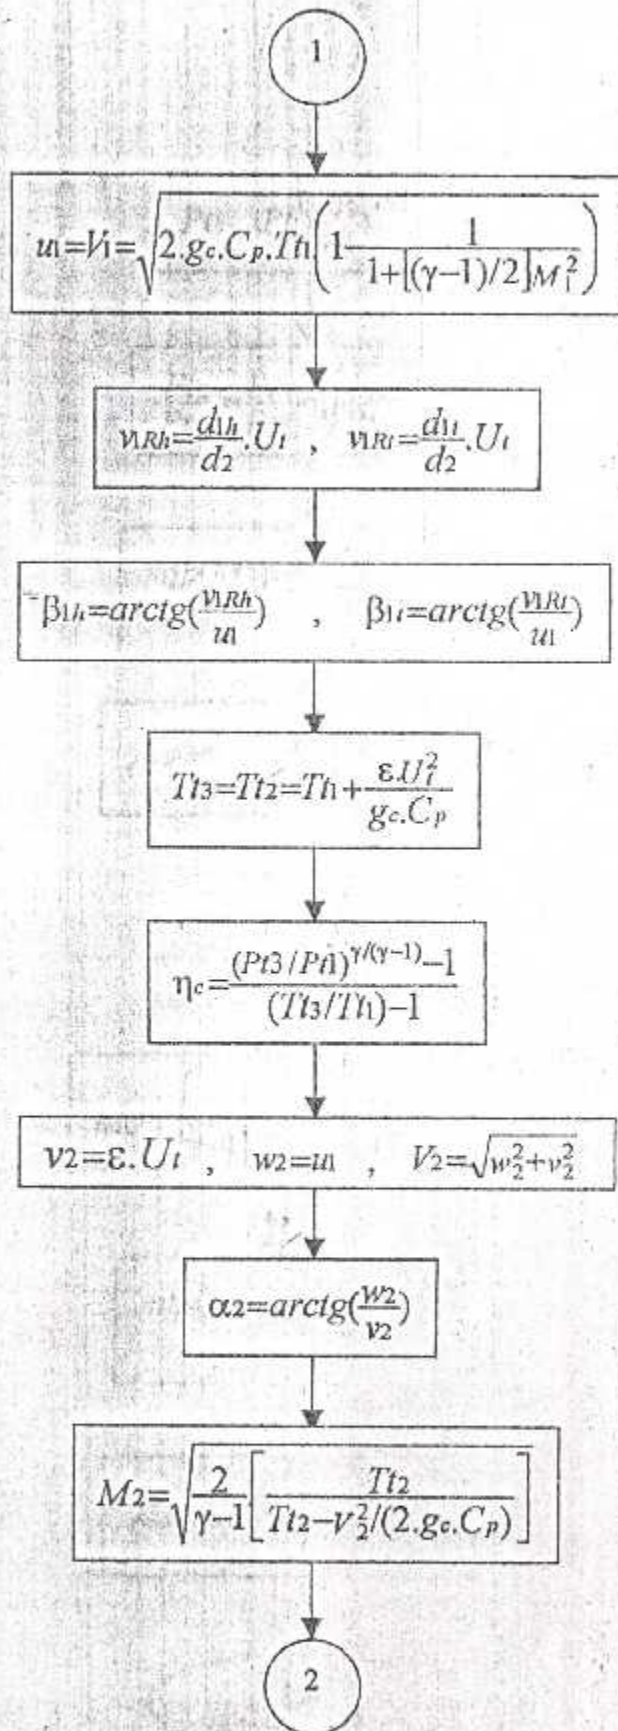 1
u1=V1=√2.gc.Cp.Tt1(1-1/(1+[(γ-1)/2]M1²))
v1Rh=d1h/d2.Ut , v1Rt=d1t/d2.Ut
β1h=arctg(v1Rh/u1) , β1t=arctg(v1Rt/u1)
Tt3=Tt2=Tt1+ε.Ut²/gc.Cp
ηc=((Pt3/Pt1)^γ/(γ-1)-1)/((Tt3/Tt1)-1)
v2=ε.Ut , w2=u1 , V2=√w2²+v2²
α2=arctg(w2/v2)
M2=√2/(γ-1)[Tt2/(Tt2-V2²/(2.gc.Cp))]
2